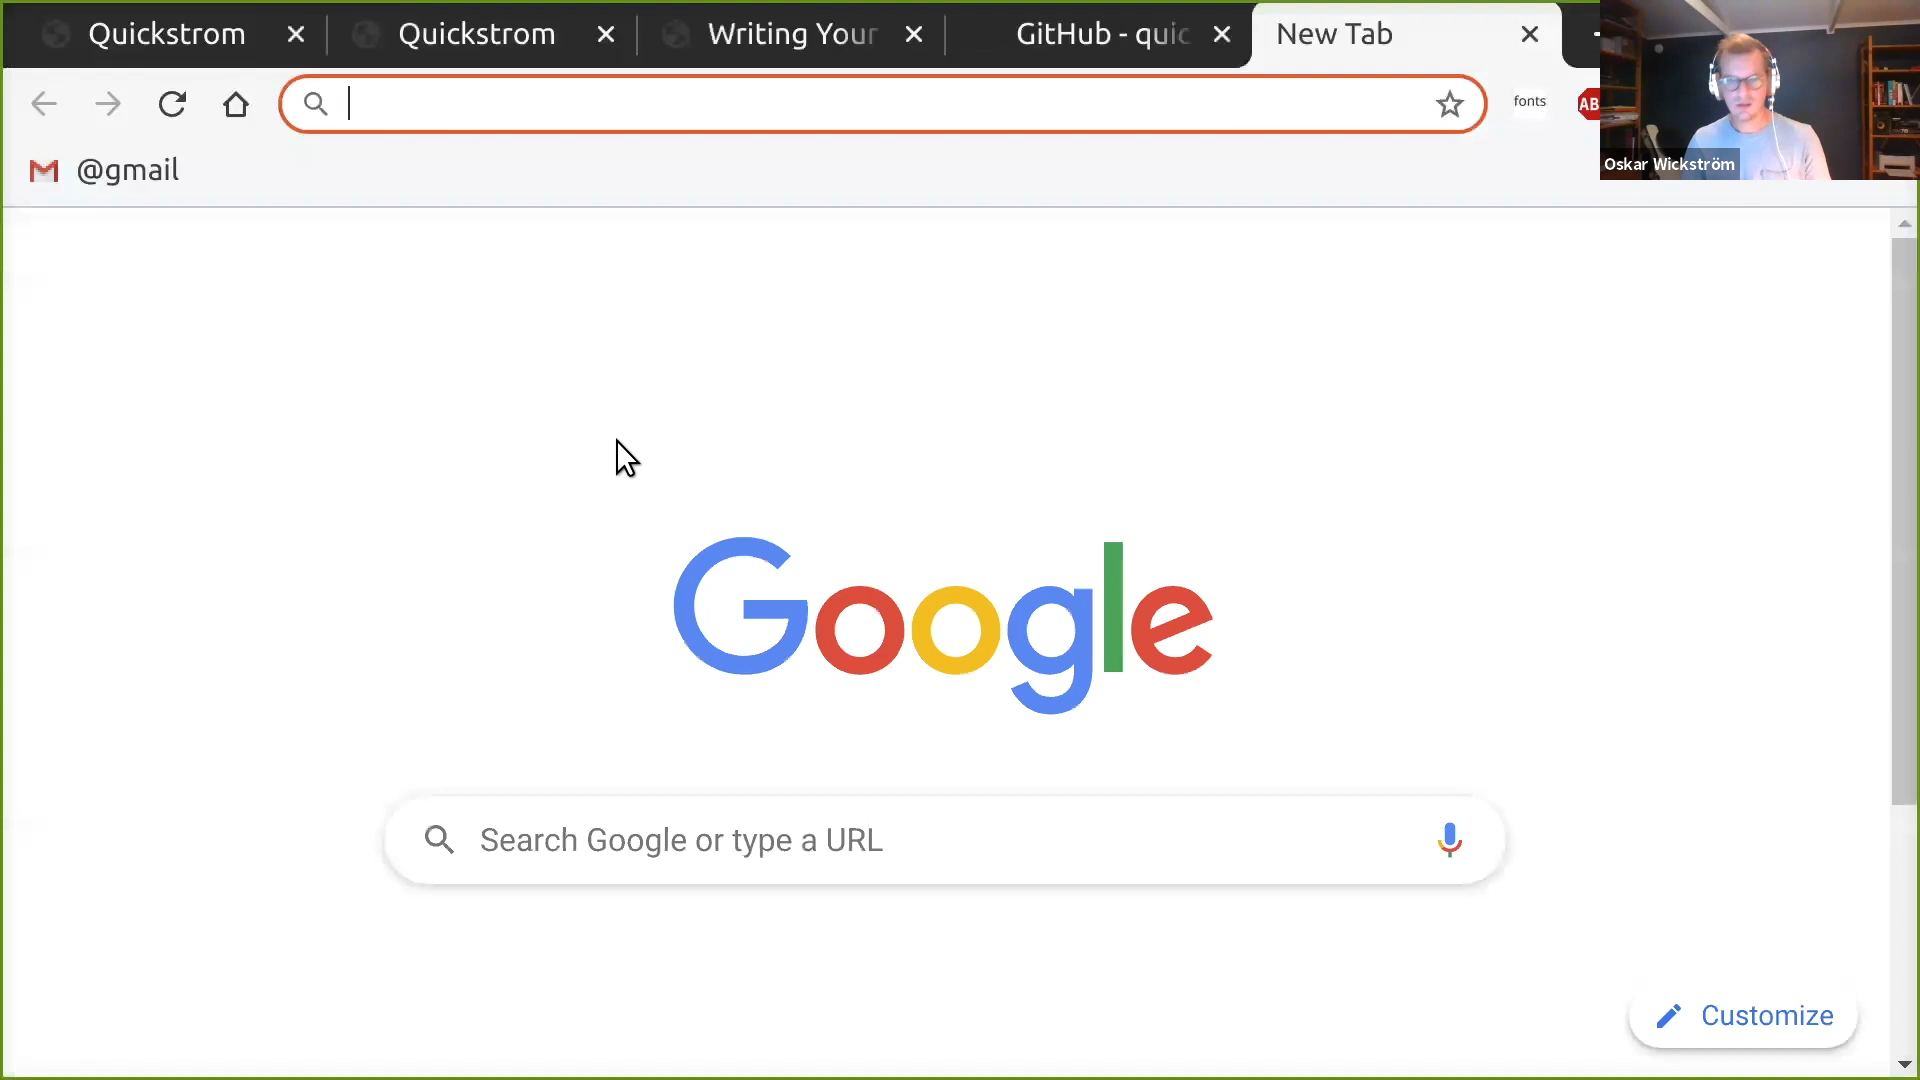 Quickstrom
Quickstrom
Writing Your
GitHub - quic
New Tab
fonts
AB
@gmail
Oskar Wickström
Google
Search Google or type a URL
Customize